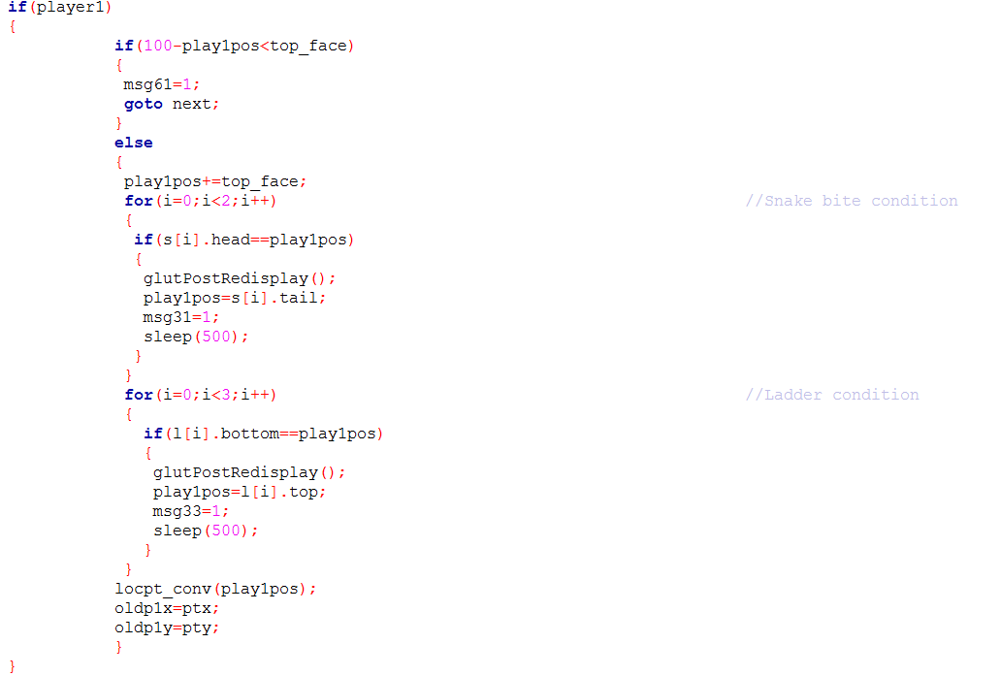 if(player1)
{
if(100-play1pos<top_face)
{
msg61=1;
goto next;
}
else
{
play1pos+=top_face;
for(i=0;i<2;i++) //Snake bite condition
{
if(s[i].head==play1pos)
{
glutPostRedisplay();
play1pos=s[i].tail;
msg31=1;
sleep(500);
}
}
for(i=0;i<3;i++) //Ladder condition
{
if(l[i].bottom==play1pos)
{
glutPostRedisplay();
play1pos=l[i].top;
msg33=1;
sleep(500);
}
}
locpt_conv(play1pos);
oldp1x=ptx;
oldp1y=pty;
}
}